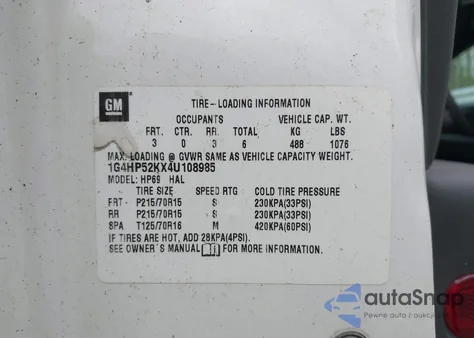 GM
TIRE-LOADING INFORMATION
OCCUPANTS VEHICLE CAP. WT.
FRT. CTR. RR. TOTAL KG LBS
3 0 3 6 488 1076
MAX. LOADING @ GVWR SAME AS VEHICLE CAPACITY WEIGHT.
1G4HP52KX4U108985
MODEL: HP69 HAL
TIRE SIZE SPEED RTG COLD TIRE PRESSURE
FRT- P215/70R15 S 230KPA(33PSI)
RR P215/70R15 S 230KPA(33PSI)
SPA T125/70R16 M 420KPA(60PSI)
IF TIRES ARE HOT, ADD 28KPA(4PSI).
SEE OWNER'S MANUAL FOR MORE INFORMATION.
autoSnap
Pewne auto z aukcji